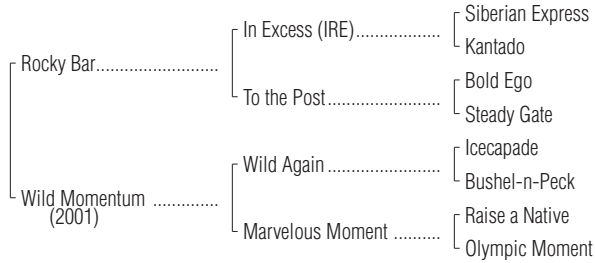 Siberian Express
In Excess (IRE)..................
Kantado
Rocky Bar..........................
Bold Ego
To the Post........................
Steady Gate
Icecapade
Wild Again ........................
Bushel-n-Peck
Wild Momentum ..............
(2001)
Raise a Native
Marvelous Moment ..........
Olympic Moment